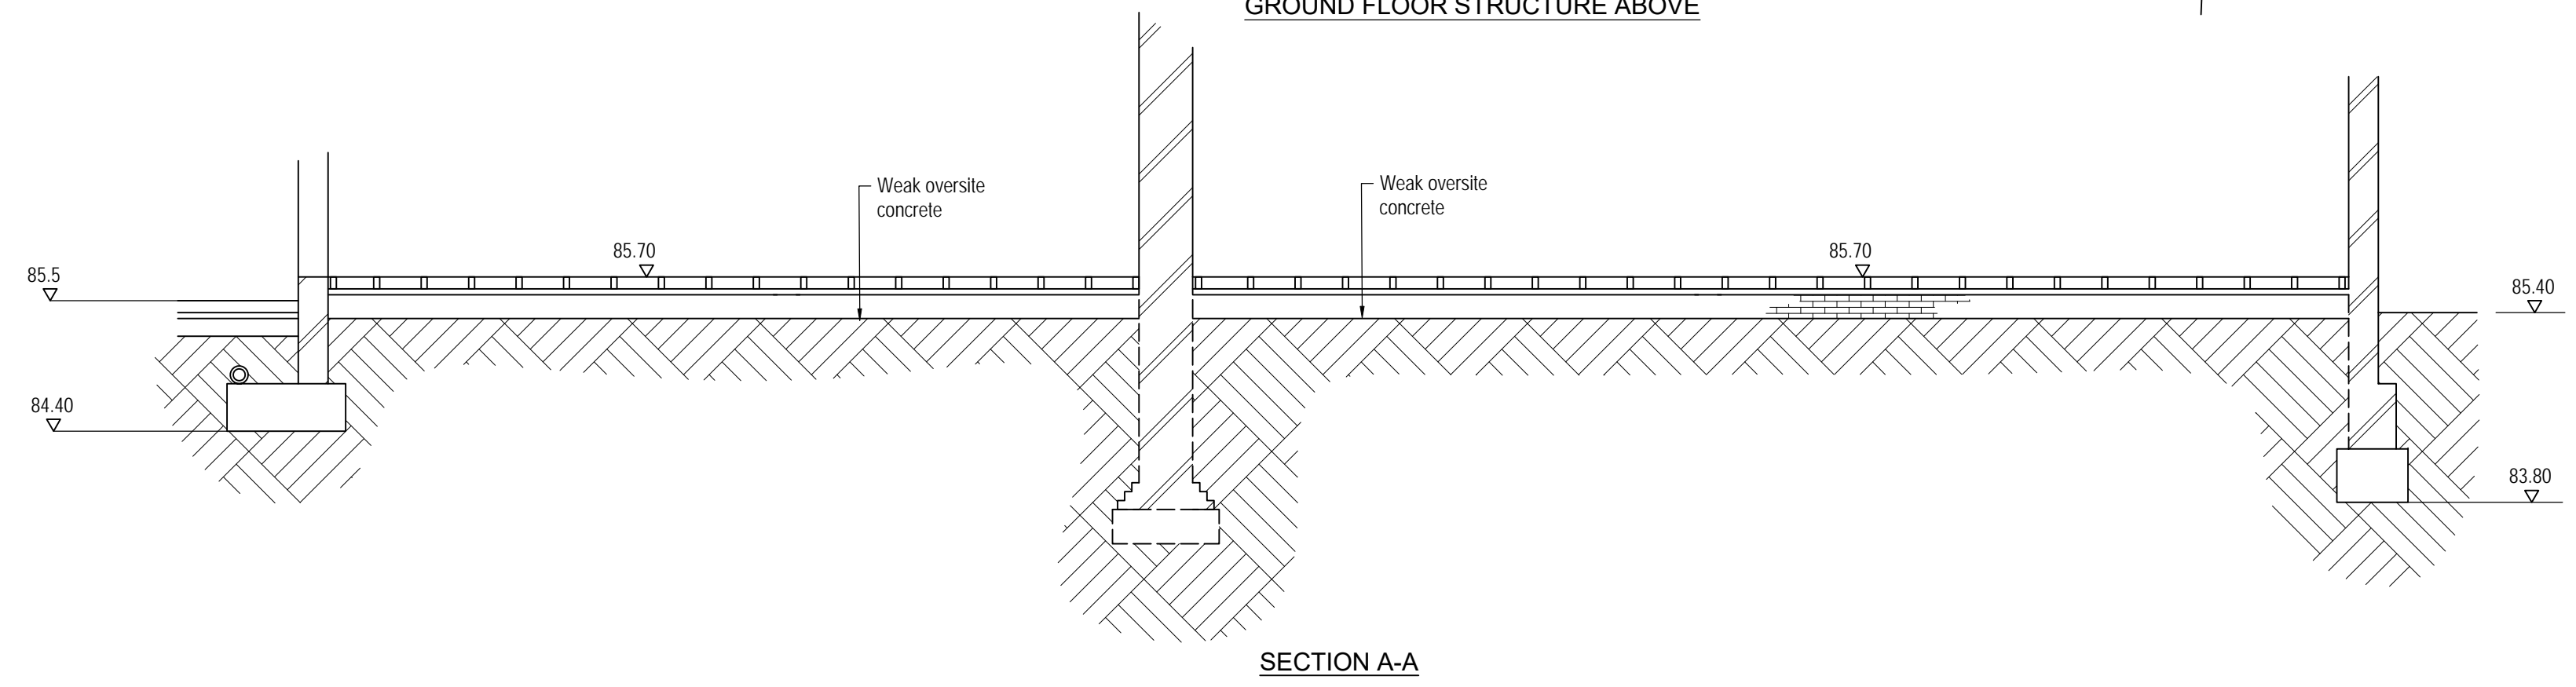 GROUND FLOOR STRUCTURE ABOVE
Weak oversite
concrete
Weak oversite
concrete
85.70
85.70
85.5
85.40
84.40
83.80
SECTION A-A